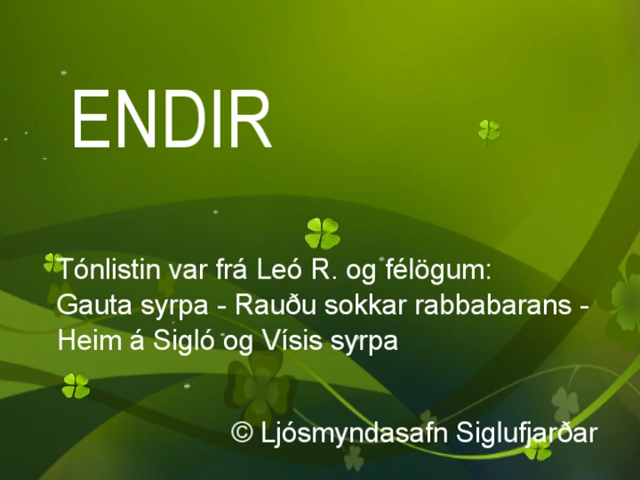 ENDIR
Tónlistin var frá Leó R. og félögum:
Gauta syrpa - Rauðu sokkar rabbabarans -
Heim á Sigló og Vísis syrpa
© Ljósmyndasafn Siglufjarðar